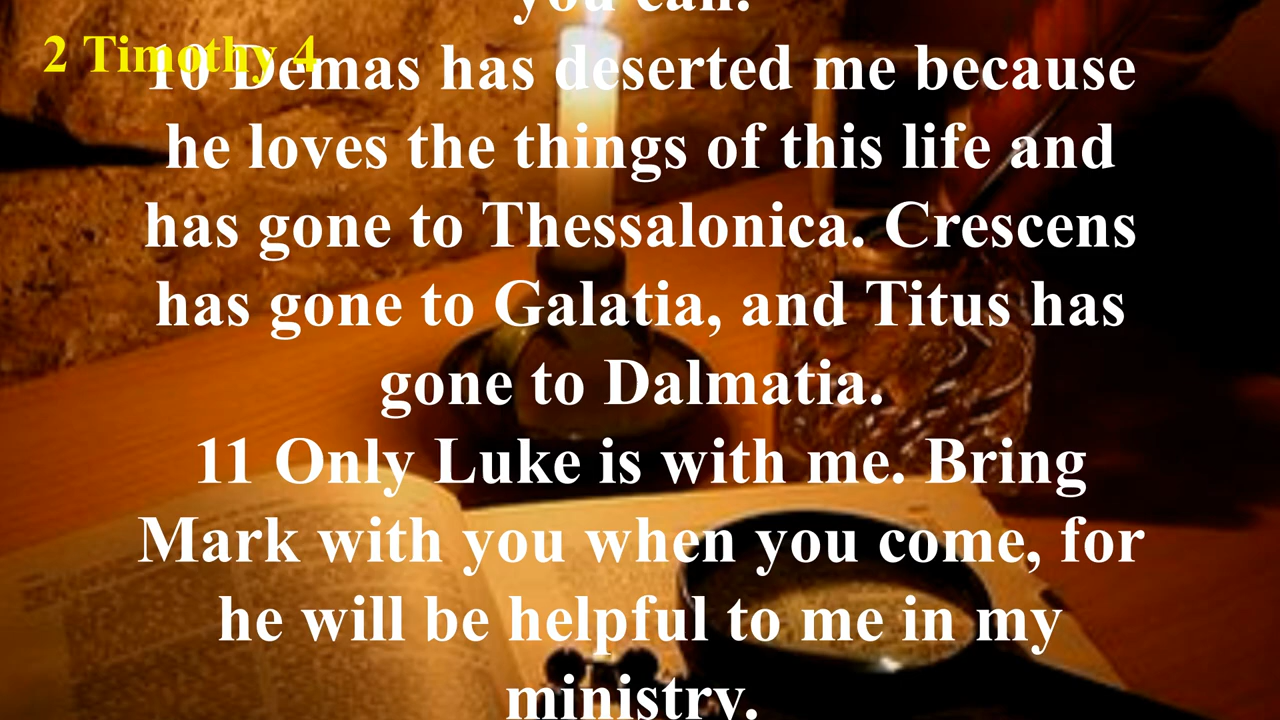 you can.
2 Timothy 4
10 Demas has deserted me because
he loves the things of this life and
has gone to Thessalonica. Crescens
has gone to Galatia, and Titus has
gone to Dalmatia.
11 Only Luke is with me. Bring
Mark with you when you come, for
he will be helpful to me in my
ministry.